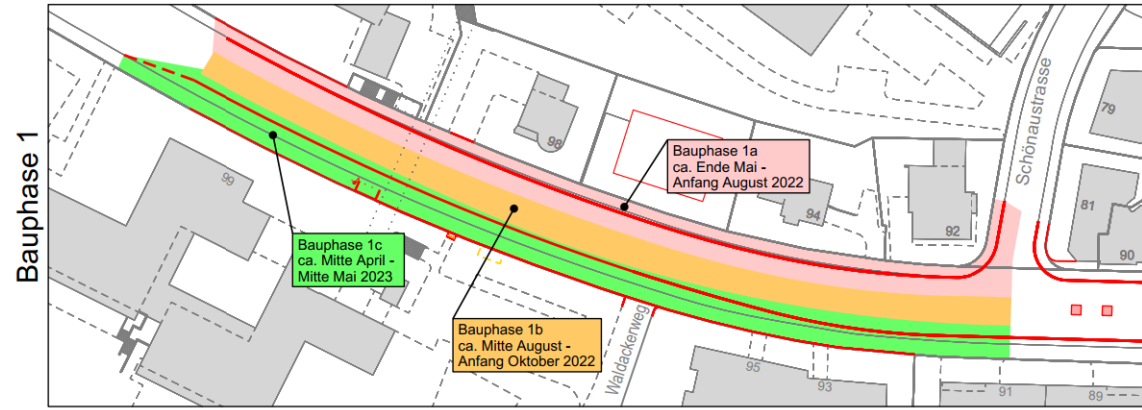 Bauphase 1
Schönaustrasse
79
98
Bauphase 1a
ca. Ende Mai -
Anfang August 2022
99
81
94
92
Bauphase 1c
ca. Mitte April -
Mitte Mai 2023
90
Bauphase 1b
ca. Mitte August -
Anfang Oktober 2022
Waldackerweg
95
93
91
89